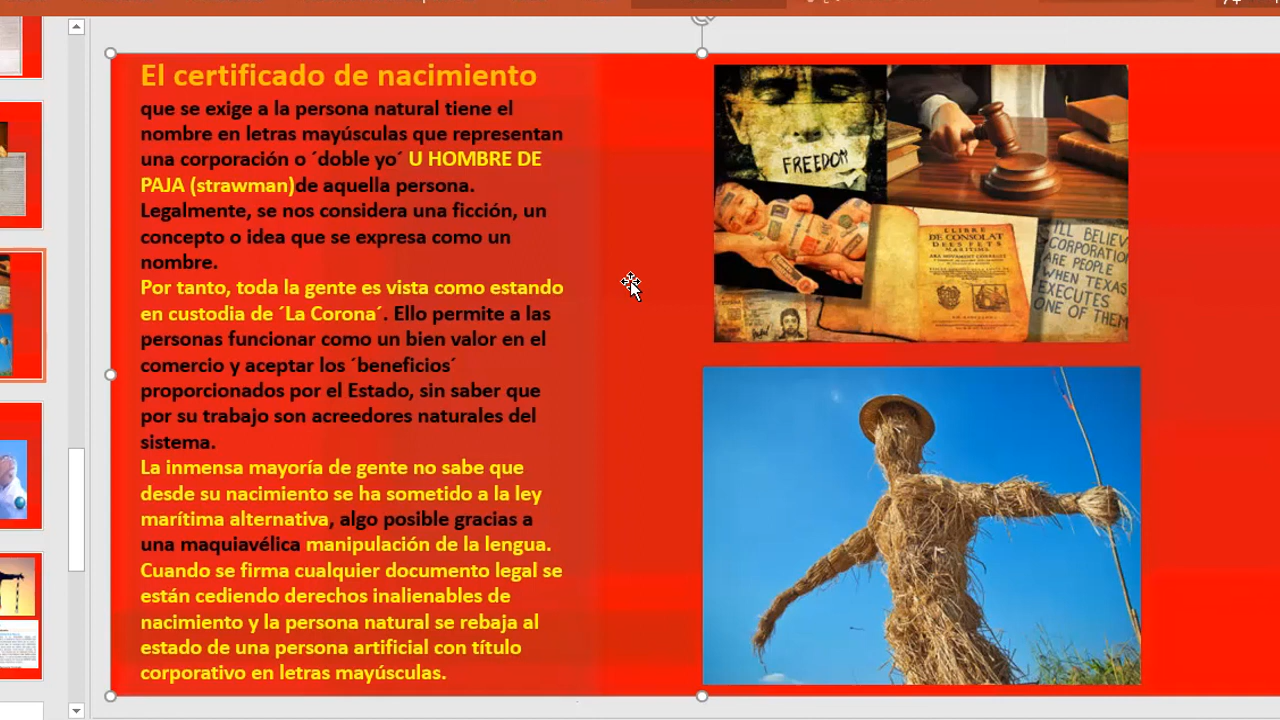 El certificado de nacimiento
que se exige a la persona natural tiene el
nombre en letras mayúsculas que representan
una corporación o ´doble yo´ U HOMBRE DE
PAJA (strawman)de aquella persona.
Legalmente, se nos considera una ficción, un
concepto o idea que se expresa como un
nombre.
Por tanto, toda la gente es vista como estando
en custodia de ´La Corona´. Ello permite a las
personas funcionar como un bien valor en el
comercio y aceptar los ´beneficios´
proporcionados por el Estado, sin saber que
por su trabajo son acreedores naturales del
sistema.
La inmensa mayoría de gente no sabe que
desde su nacimiento se ha sometido a la ley
marítima alternativa, algo posible gracias a
una maquiavélica manipulación de la lengua.
Cuando se firma cualquier documento legal se
están cediendo derechos inalienables de
nacimiento y la persona natural se rebaja al
estado de una persona artificial con título
corporativo en letras mayúsculas.
FREEDOM
LLIBRE
DE CONSOLAT
DELS FETS
MARITIMS
I'LL BELIEVE
CORPORATION
ARE PEOPLE
WHEN TEXAS
EXECUTES
ONE OF THEM